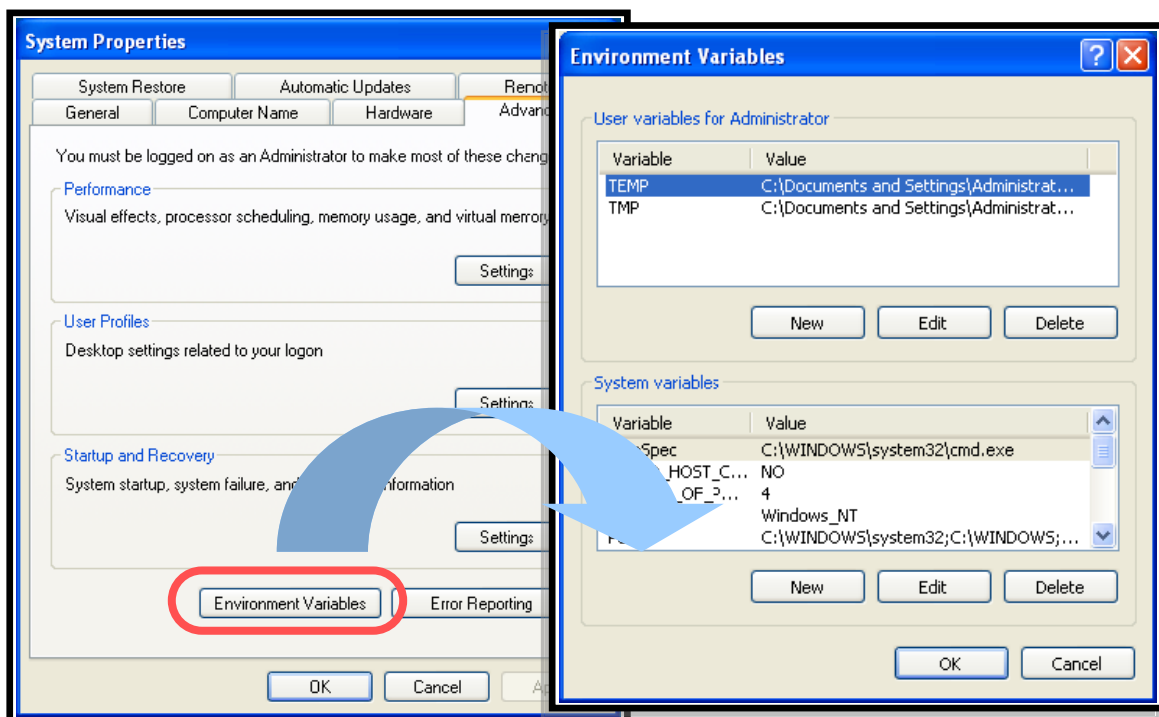 System Properties
System Restore Automatic Updates
General Computer Name Hardware
You must be logged on as an Administrator to make most of these
Performance
Visual effects, processor scheduling, memory usage, and virtual memory
Settings
User Profiles
Desktop settings related to your logon
Settings
Startup and Recovery
System startup, system failure, and
Settings
Environment Variables Error Reporting
OK Cancel
Environment Variables
User variables for Administrator
Variable Value
TEMP C:\Documents and Settings\Administrat...
TMP C:\Documents and Settings\Administrat...
New Edit Delete
System variables
Variable Value
Spec C:\WINDOWS\system32\cmd.exe
_HOST_C... NO
_OF_P... 4
Windows_NT
C:\WINDOWS\system32;C:\WINDOWS;...
New Edit Delete
OK Cancel